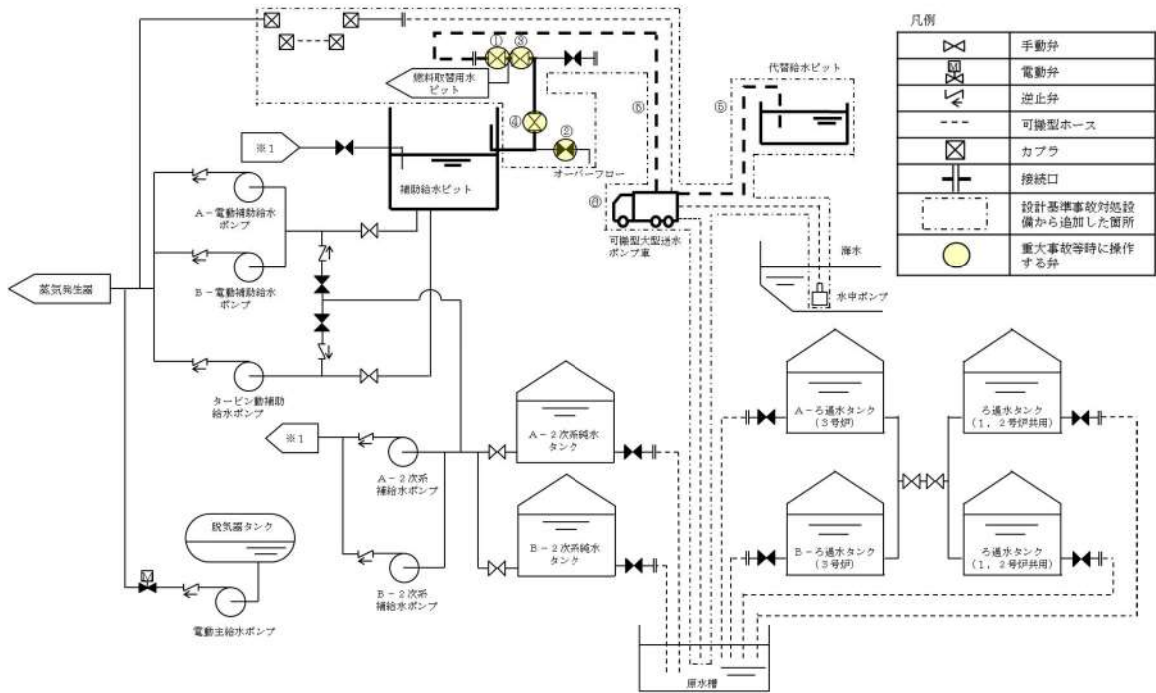 凡例
手動弁
M
電動弁
逆止弁
可搬型ホース
カプラ
接続口
設計基準事故対処設
備から追加した箇所
重大事故等時に操作
する弁
①
③
燃料取替用水
ピット
④
②
オーバーフロー
⑥
⑤
代替給水ピット
※1
補助給水ピット
可搬型大型送水
ポンプ車
海水
水中ポンプ
A-電動補助給水
ポンプ
B-電動補助給水
ポンプ
蒸気発生器
タービン動補助
給水ポンプ
※1
A-2次系
補給水ポンプ
B-2次系
補給水ポンプ
A-2次系純水
タンク
B-2次系純水
タンク
A-ろ過水タンク
(3号炉)
ろ過水タンク
(1,2号炉共用)
B-ろ過水タンク
(3号炉)
ろ過水タンク
(1,2号炉共用)
脱気器タンク
M
電動主給水ポンプ
原水槽